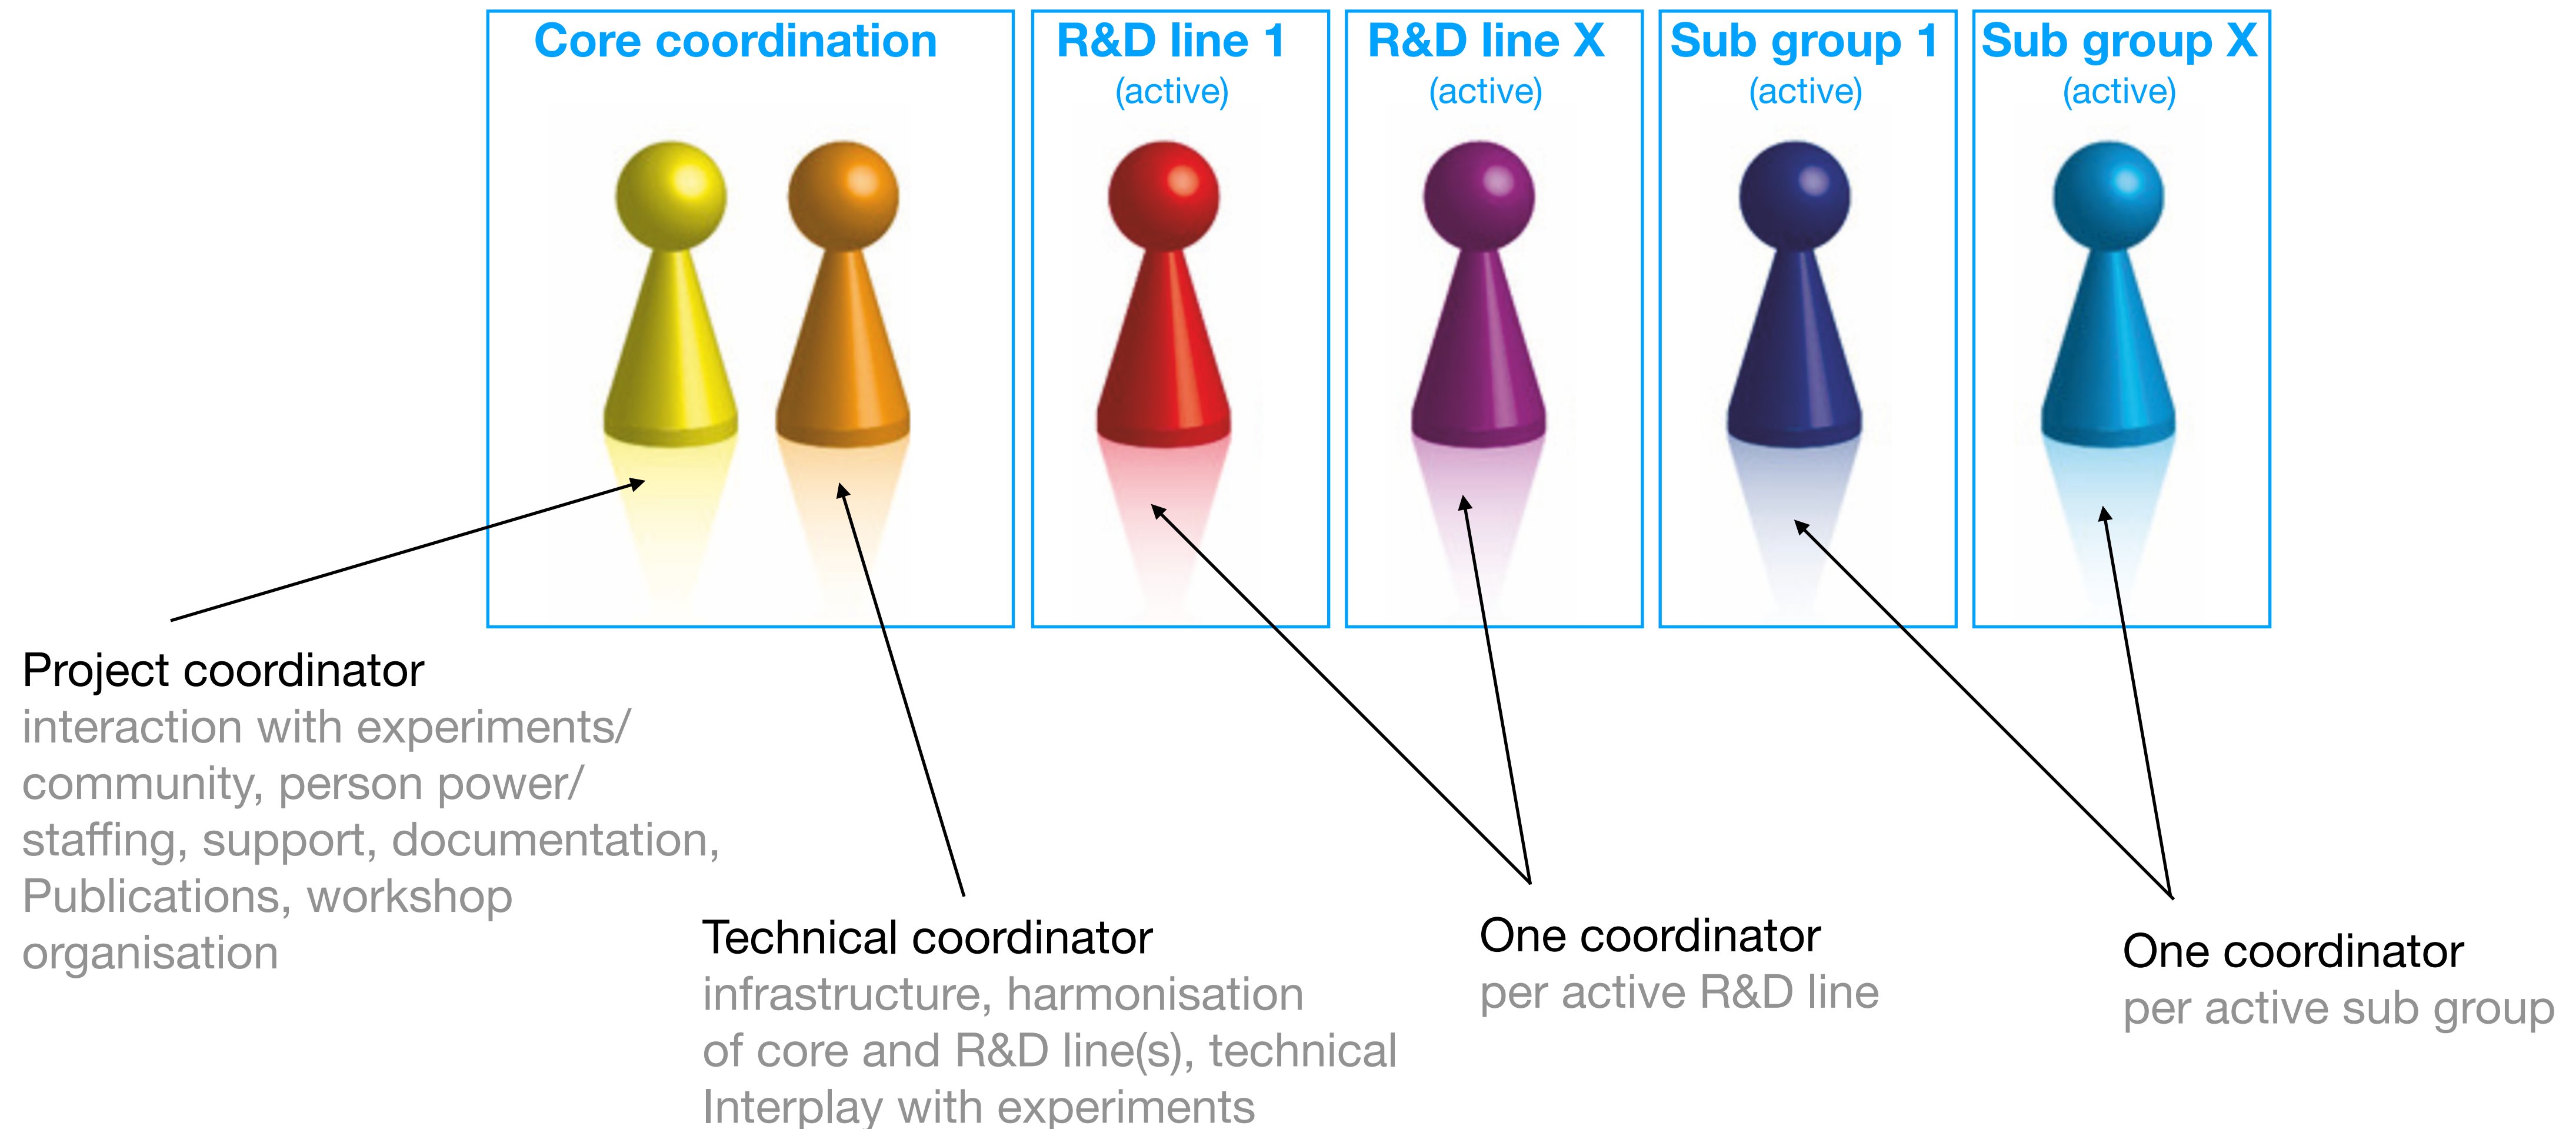 Core coordination
R&D line 1
(active)
R&D line X
(active)
Sub group 1
(active)
Sub group X
(active)
Project coordinator
interaction with experiments/
community, person power/
staffing, support, documentation,
Publications, workshop
organisation
Technical coordinator
infrastructure, harmonisation
of core and R&D line(s), technical
Interplay with experiments
One coordinator
per active R&D line
One coordinator
per active sub group